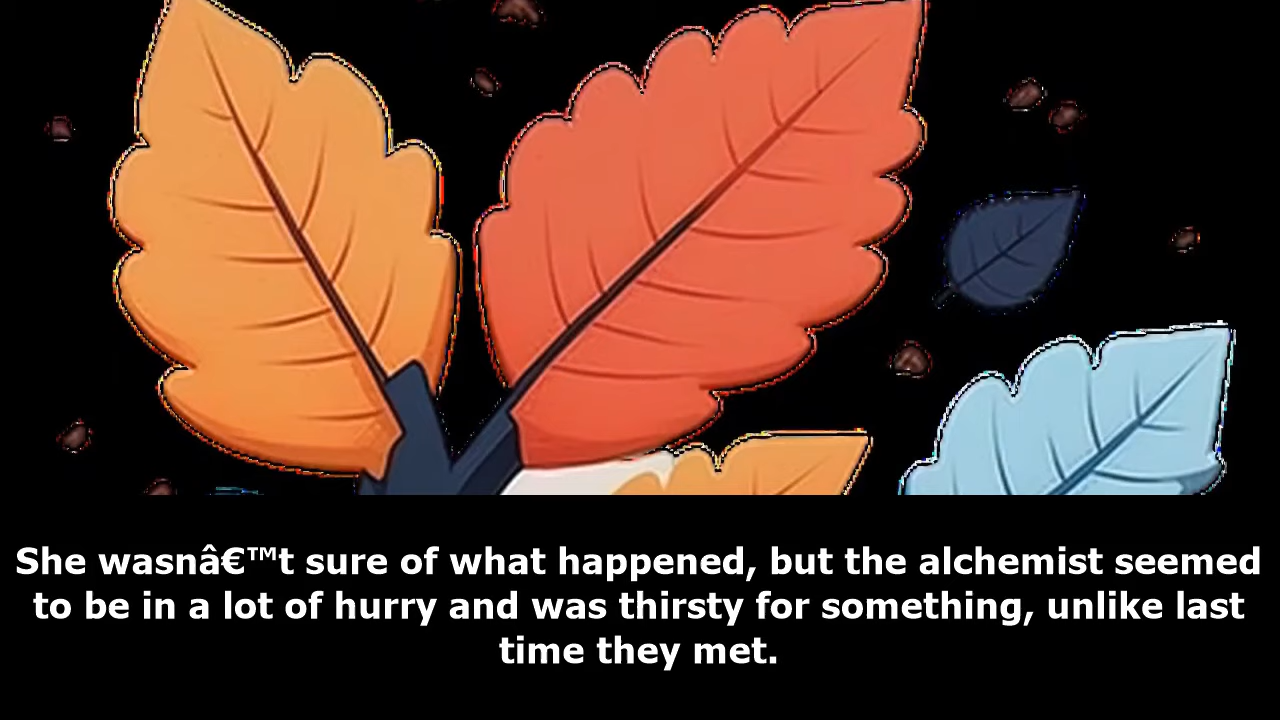 She wasnâ€™t sure of what happened, but the alchemist seemed
to be in a lot of hurry and was thirsty for something, unlike last
time they met.